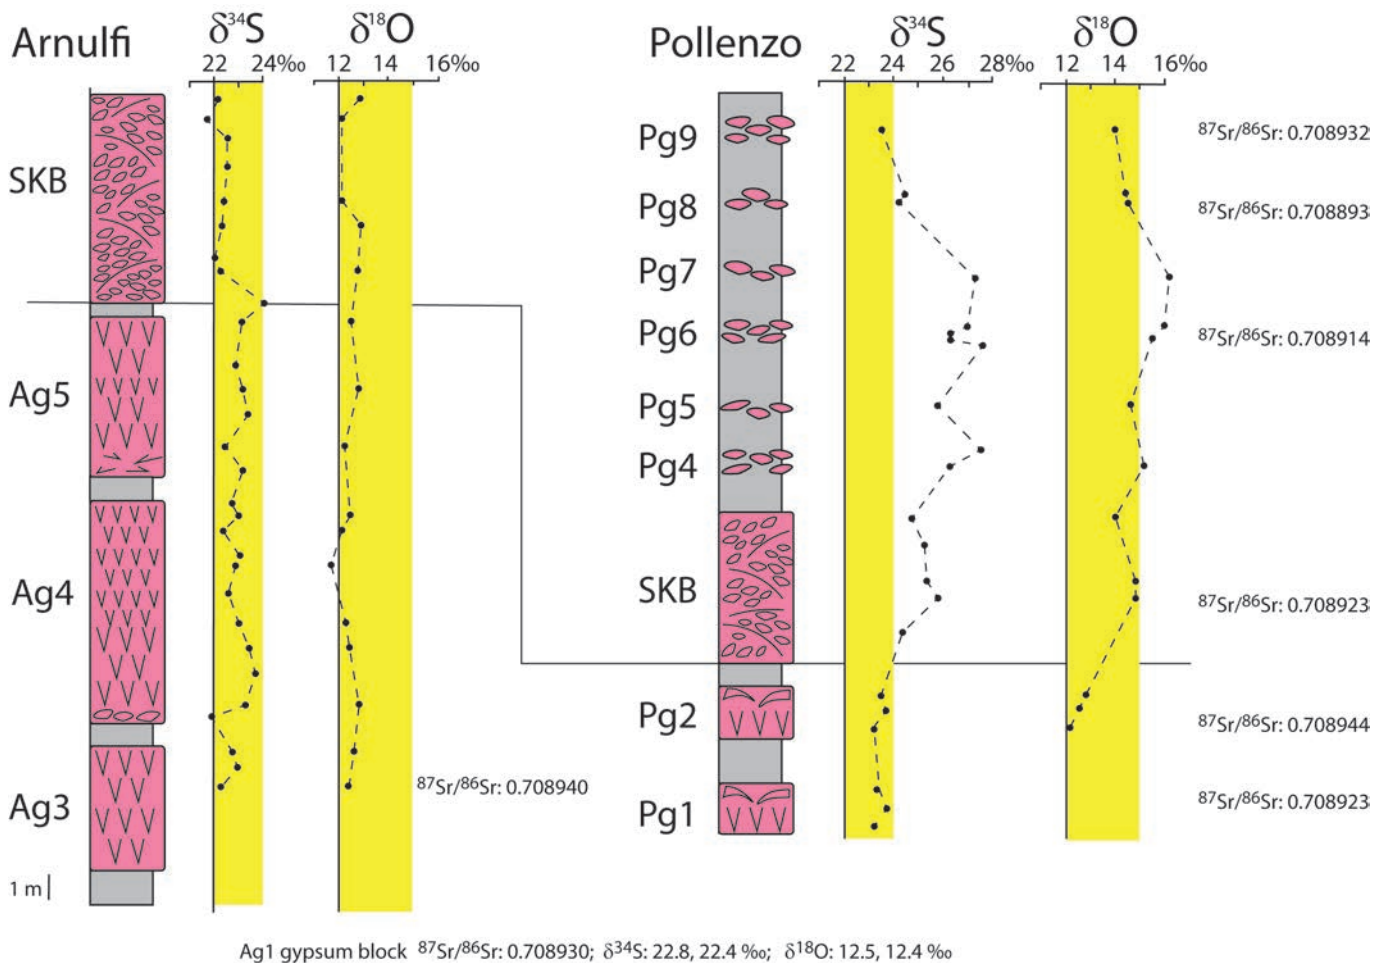 Arnulfi
δ34S
22 24‰
δ18O
12 14 16‰
SKB
Ag5
Ag4
Ag3
1 m
87Sr/86Sr: 0.708940
Pollenzo
δ34S
22 24 26 28‰
δ18O
12 14 16‰
Pg9
87Sr/86Sr: 0.708932
Pg8
87Sr/86Sr: 0.708893
Pg7
Pg6
87Sr/86Sr: 0.708914
Pg5
Pg4
SKB
87Sr/86Sr: 0.708923
Pg2
87Sr/86Sr: 0.708944
Pg1
87Sr/86Sr: 0.708923
Ag1 gypsum block 87Sr/86Sr: 0.708930; δ34S: 22.8, 22.4 ‰; δ18O: 12.5, 12.4 ‰